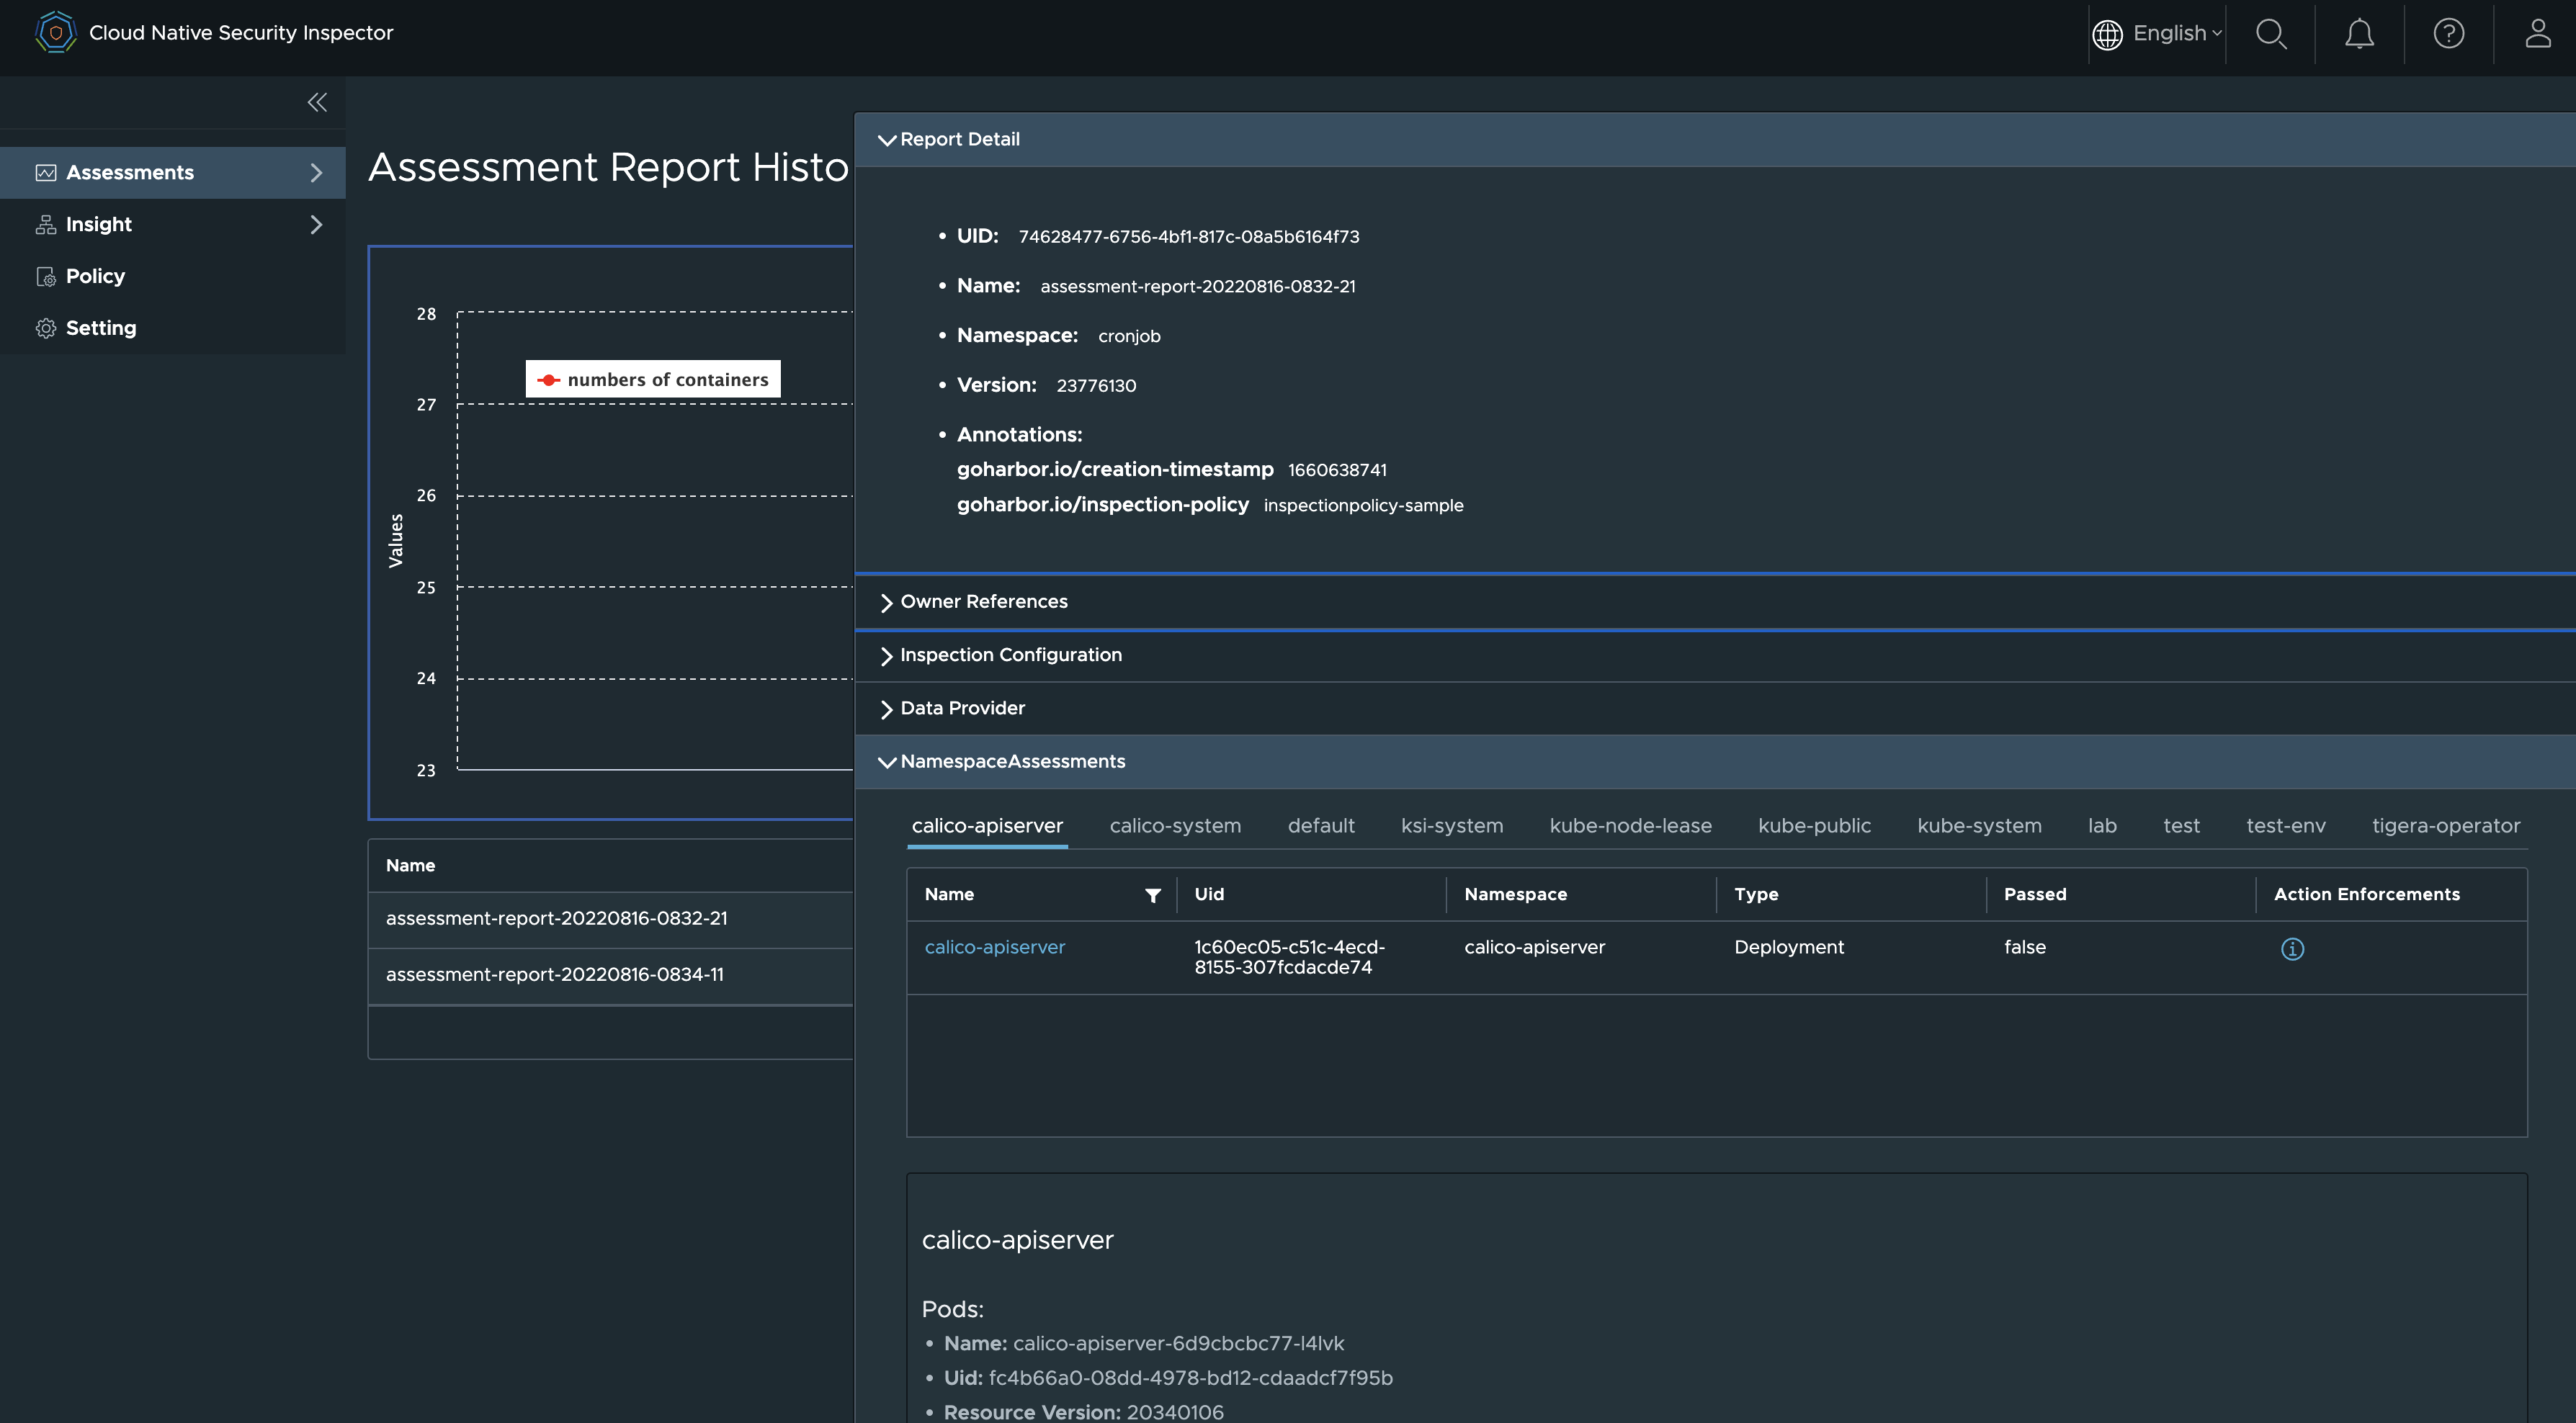 Cloud Native Security Inspector
English
Assessments
Insight
Policy
Setting
Assessment Report Histo
28
27
26
25
24
23
Values
numbers of containers
Name
assessment-report-20220816-0832-21
assessment-report-20220816-0834-11
Report Detail
UID: 74628477-6756-4bf1-817c-08a5b6164f73
Name: assessment-report-20220816-0832-21
Namespace: cronjob
Version: 23776130
Annotations:
goharbor.io/creation-timestamp 1660638741
goharbor.io/inspection-policy inspectionpolicy-sample
Owner References
Inspection Configuration
Data Provider
NamespaceAssessments
calico-apiserver calico-system default ksi-system kube-node-lease kube-public kube-system lab test test-env tigera-operator
Name Uid Namespace Type Passed Action Enforcements
calico-apiserver 1c60ec05-c51c-4ecd- calico-apiserver Deployment false
8155-307fcdacde74
calico-apiserver
Pods:
Name: calico-apiserver-6d9cbcbc77-l4lvk
Uid: fc4b66a0-08dd-4978-bd12-cdaadcf7f95b
Resource Version: 20340106